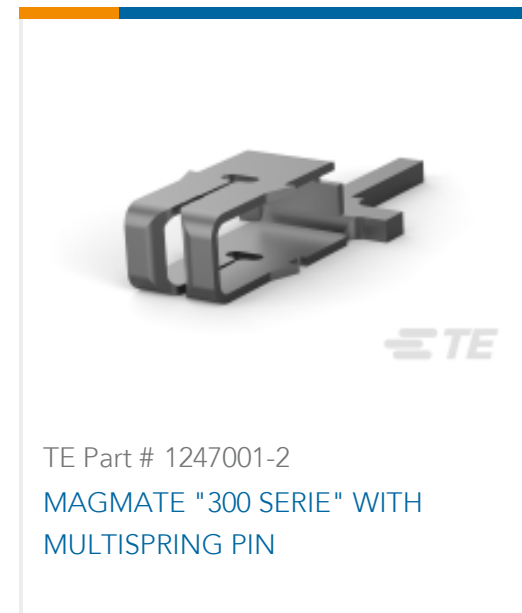 TE
TE Part # 1247001-2
MAGMATE "300 SERIE" WITH
MULTISPRING PIN